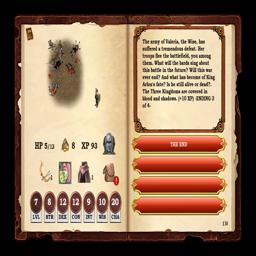 The army of Valoria, the Wise, has
suffered a tremendous defeat. Her
troops flee the battlefield, you among
them. What will the bards sing about
this battle in the future? Will this war
ever end? And what has become of King
Arion's fate? Is he still alive or dead?.
The Three Kingdoms are covered in
blood and shadows. (+10 XP) -ENDING 3
of 4-
THE END
HP 5/13 8 XP 93
7 8 12 12 9 10 20
LVL STR DEX CON INT WIS CHA